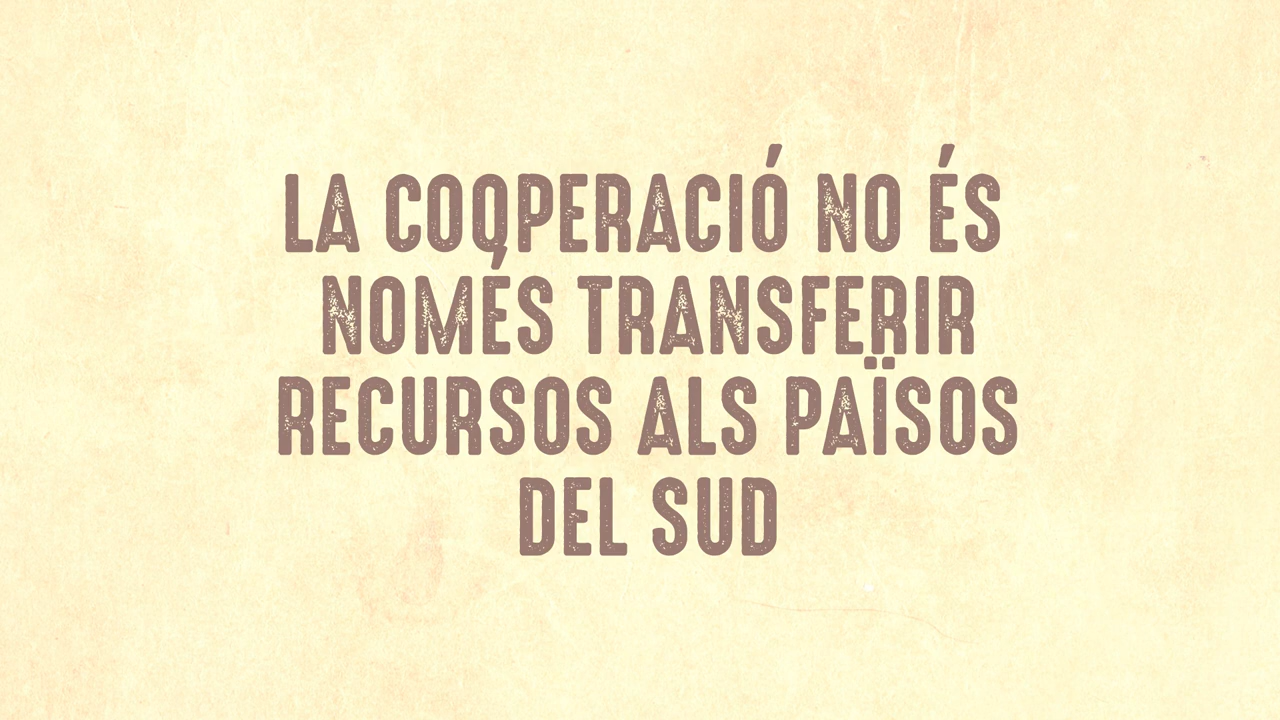 LA COOPERACIÓ NO ÉS
NOMÉS TRANSFERIR
RECURSOS ALS PAÏSOS
DEL SUD